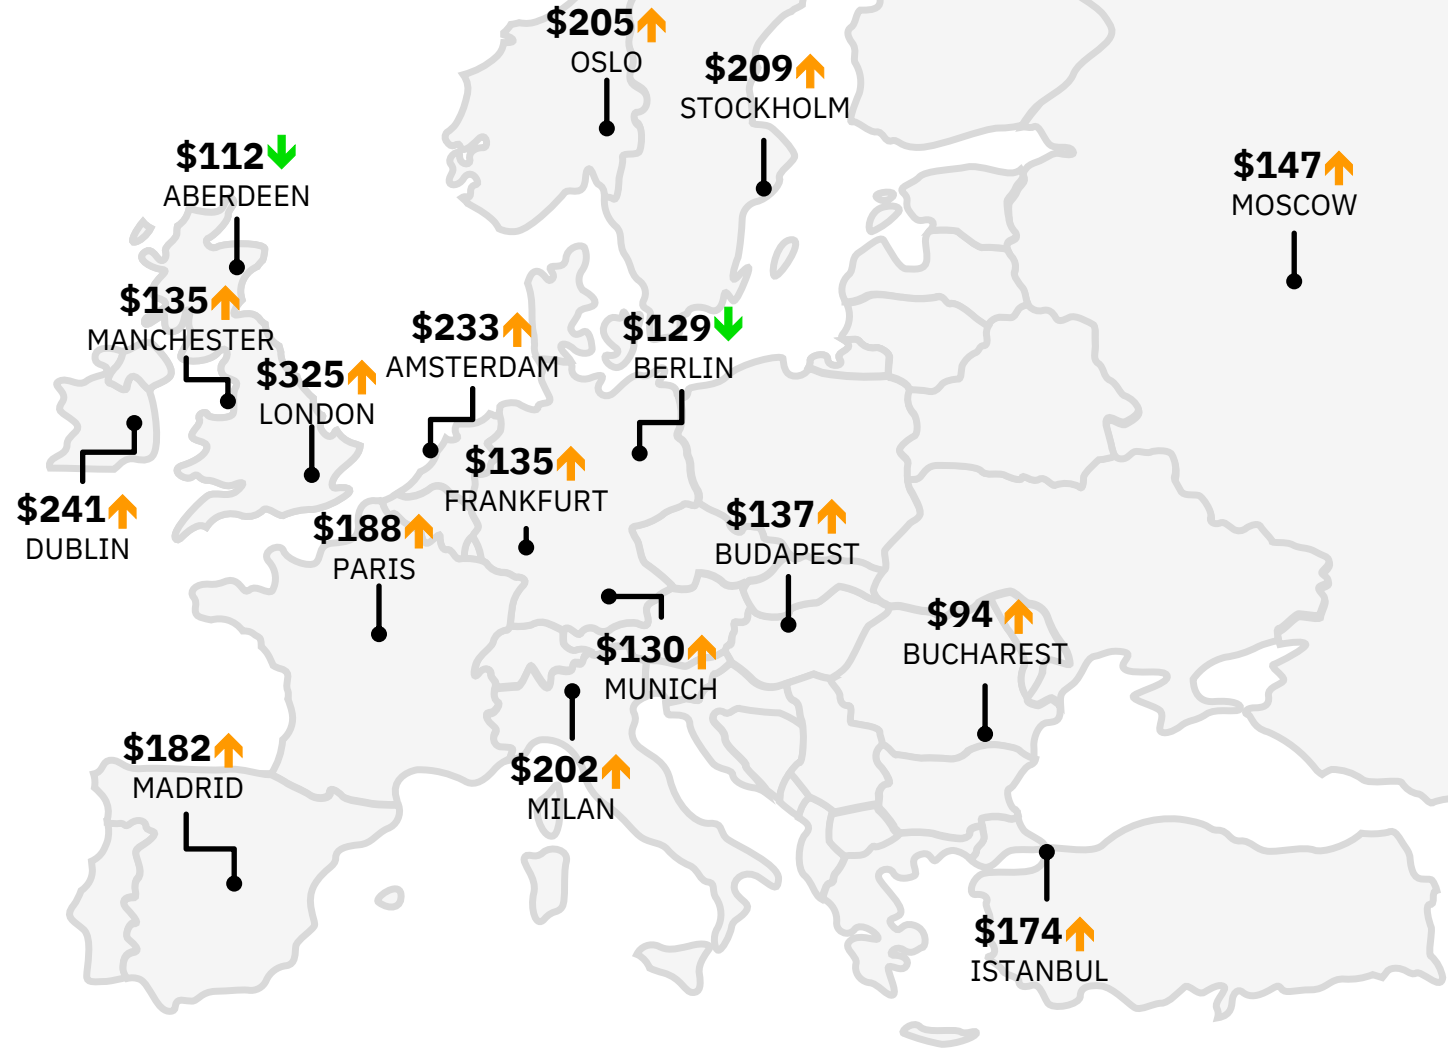 $205
OSLO
$209
STOCKHOLM
$112
ABERDEEN
$147
MOSCOW
$135
MANCHESTER
$233
AMSTERDAM
$129
BERLIN
$325
LONDON
$135
FRANKFURT
$241
DUBLIN
$188
PARIS
$137
BUDAPEST
$94
BUCHAREST
$130
MUNICH
$182
MADRID
$202
MILAN
$174
ISTANBUL